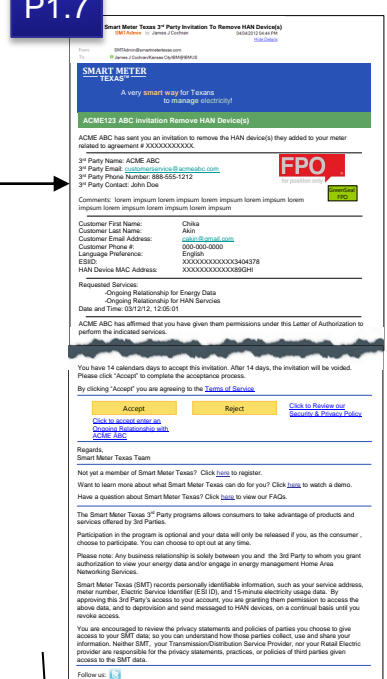 P1.7
Smart Meter Texas 3rd Party Invitation To Remove HAN Device(s)
SMTAdmin to: James J Cochran 04/04/2012 04:44 PM
Hide Details
From: SMTAdmin@smartmetertexas.com
To: James J Cochran/Kansas City/IBM@IBMUS
SMART METER
TEXAS™
A very smart way for Texans
to manage electricity!
ACME123 ABC invitation Remove HAN Device(s)
ACME ABC has sent you an invitation to remove the HAN device(s) they added to your meter
related to agreement # XXXXXXXXXXX.
3rd Party Name: ACME ABC
3rd Party Email: customerservice@acmeabc.com
3rd Party Phone Number: 888-555-1212
3rd Party Contact: John Doe
FPO
for position only
GreenSeal
FPO
Comments: lorem impsum lorem impsum lorem impsum lorem impsum lorem
impsum lorem impsum lorem impsum lorem impsum
Customer First Name: Chika
Customer Last Name: Akin
Customer Email Address: cakin@gmail.com
Customer Phone #: 000-000-0000
Language Preference: English
ESIID: XXXXXXXXXXXXX3404378
HAN Device MAC Address: XXXXXXXXXXXX89GHI
Requested Services:
-Ongoing Relationship for Energy Data
-Ongoing Relationship for HAN Servcies
Date and Time: 03/12/12, 12:05:01
ACME ABC has affirmed that you have given them permissions under this Letter of Authorization to
perform the indicated services.
You have 14 calendars days to accept this invitation. After 14 days, the invitation will be voided.
Please click "Accept" to complete the acceptance process.
By clicking "Accept" you are agreeing to the Terms of Service
Accept
Reject
Click to Review our
Security & Privacy Policy
Click to accept enter an
Ongoing Relationship with
ACME ABC
Regards,
Smart Meter Texas Team
Not yet a member of Smart Meter Texas? Click here to register.
Want to learn more about what Smart Meter Texas can do for you? Click here to watch a demo.
Have a question about Smart Meter Texas? Click here to view our FAQs.
The Smart Meter Texas 3rd Party programs allows consumers to take advantage of products and
services offered by 3rd Parties.
Participation in the program is optional and your data will only be released if you, as the consumer ,
choose to participate. You can choose to opt out at any time.
Please note: Any business relationship is solely between you and the 3rd Party to whom you grant
authorization to view your energy data and/or engage in energy management Home Area
Networking Services.
Smart Meter Texas (SMT) records personally identifiable information, such as your service address,
meter number, Electric Service Identifier (ESI ID), and 15-minute electricity usage data. By
approving this 3rd Party's access to your account, you are granting them permission to access the
above data, and to deprovision and send messaged to HAN devices, on a continual basis until you
revoke access.
You are encouraged to review the privacy statements and policies of parties you choose to give
access to your SMT data; so you can understand how those parties collect, use and share your
information. Neither SMT, your Transmission/Distribution Service Provider, nor your Retail Electric
provider are responsible for the privacy statements, practices, or policies of third parties given
access to the SMT data.
Follow us: